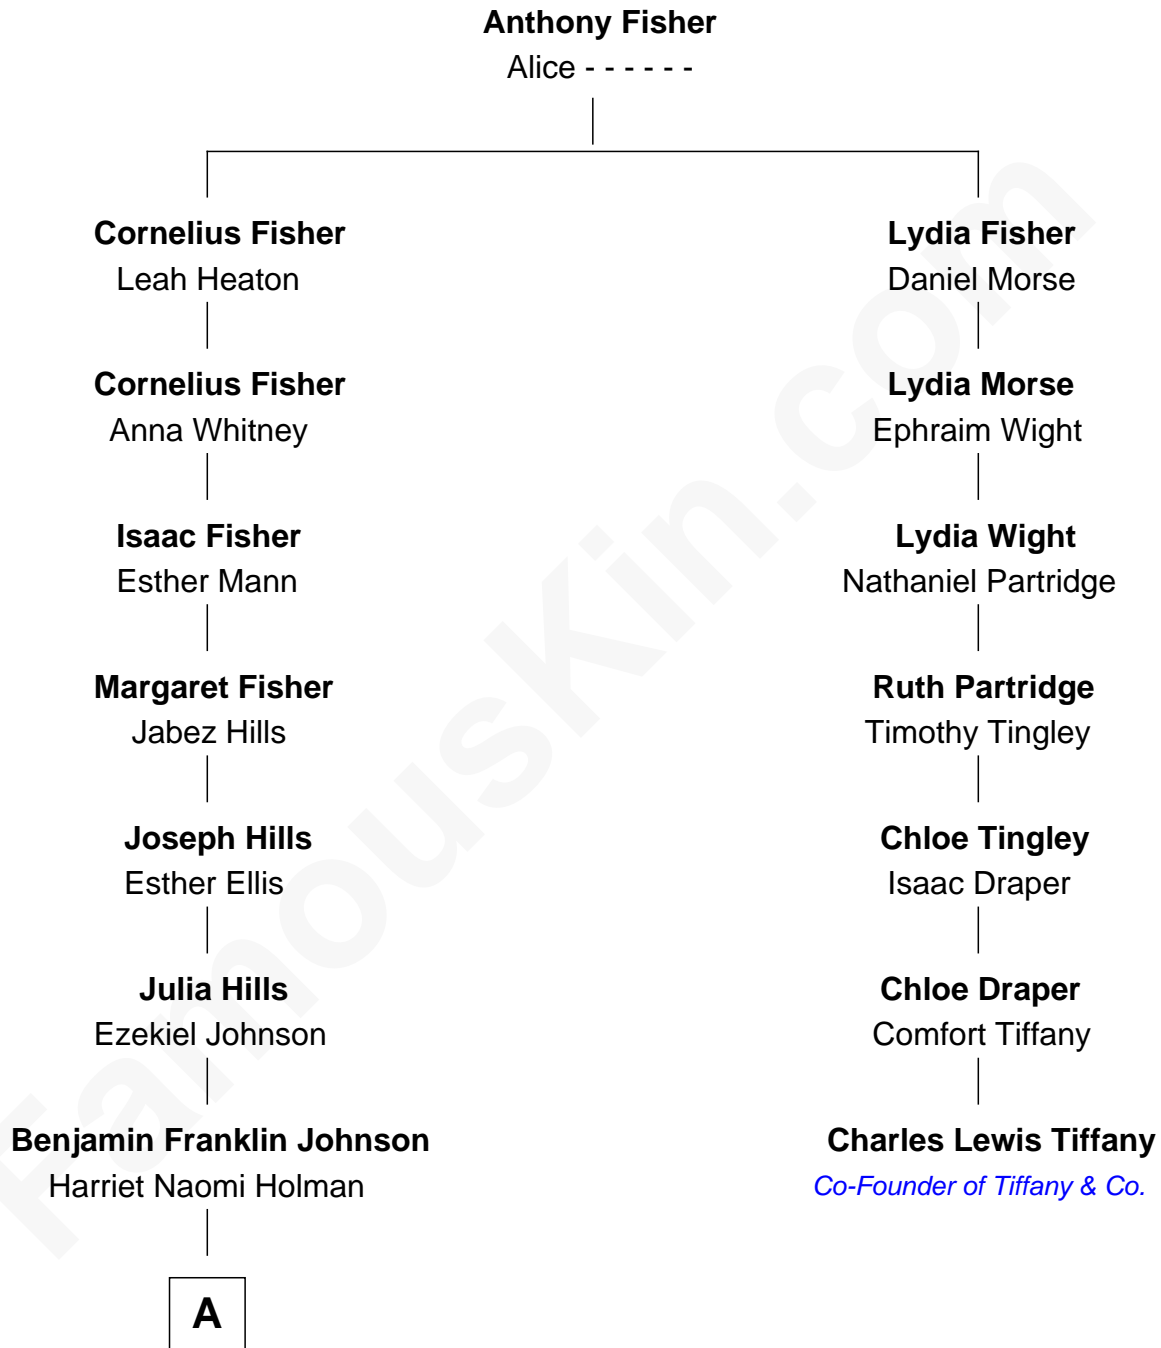 Anthony Fisher
Alice - - - - - -
Cornelius Fisher
Leah Heaton
Lydia Fisher
Daniel Morse
Cornelius Fisher
Anna Whitney
Lydia Morse
Ephraim Wight
Isaac Fisher
Esther Mann
Lydia Wight
Nathaniel Partridge
Margaret Fisher
Jabez Hills
Ruth Partridge
Timothy Tingley
Joseph Hills
Esther Ellis
Chloe Tingley
Isaac Draper
Julia Hills
Ezekiel Johnson
Chloe Draper
Comfort Tiffany
Benjamin Franklin Johnson
Harriet Naomi Holman
Charles Lewis Tiffany
Co-Founder of Tiffany & Co.
A
FamousKin.com